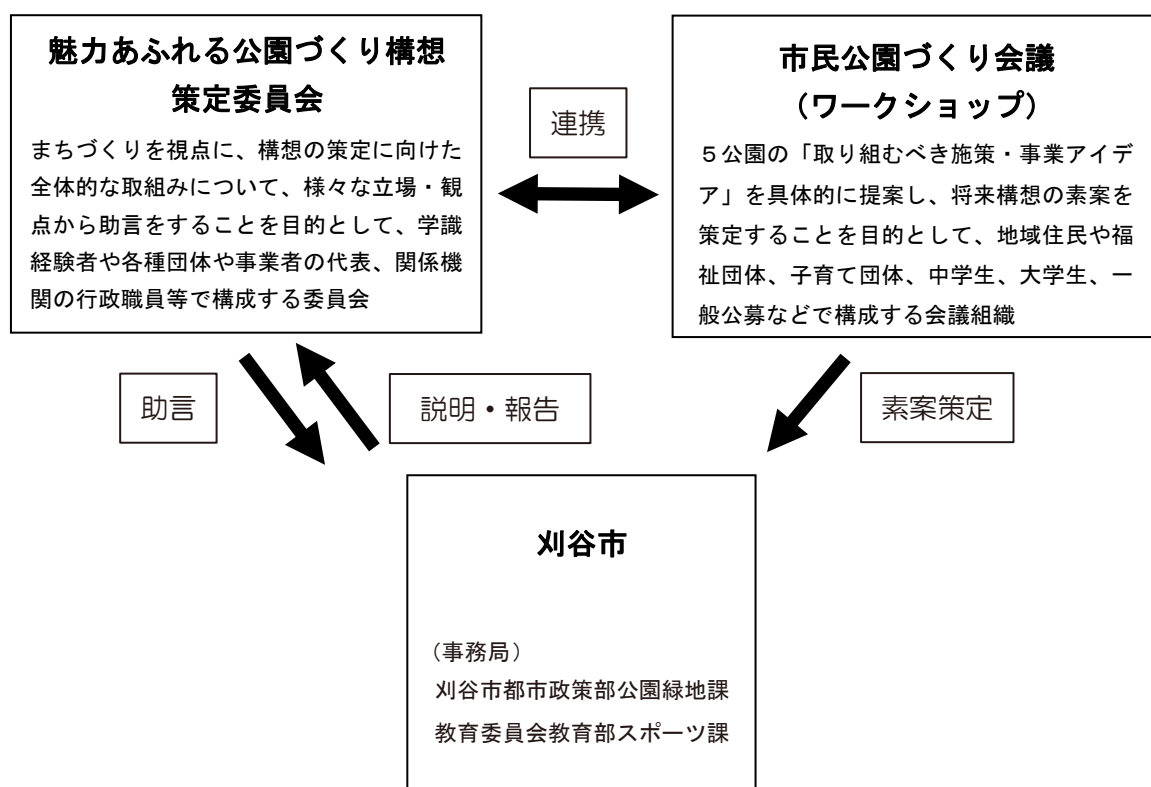 魅力あふれる公園づくり構想
策定委員会
まちづくりを視点に、構想の策定に向けた
全体的な取組みについて、様々な立場・観
点から助言をすることを目的として、学識
経験者や各種団体や事業者の代表、関係機
関の行政職員等で構成する委員会
連携
市民公園づくり会議
(ワークショップ)
5公園の「取り組むべき施策・事業アイデ
ア」を具体的に提案し、将来構想の素案を
策定することを目的として、地域住民や福
祉団体、子育て団体、中学生、大学生、一
般公募などで構成する会議組織
助言
説明・報告
素案策定
刈谷市
(事務局)
刈谷市都市政策部公園緑地課
教育委員会教育部スポーツ課